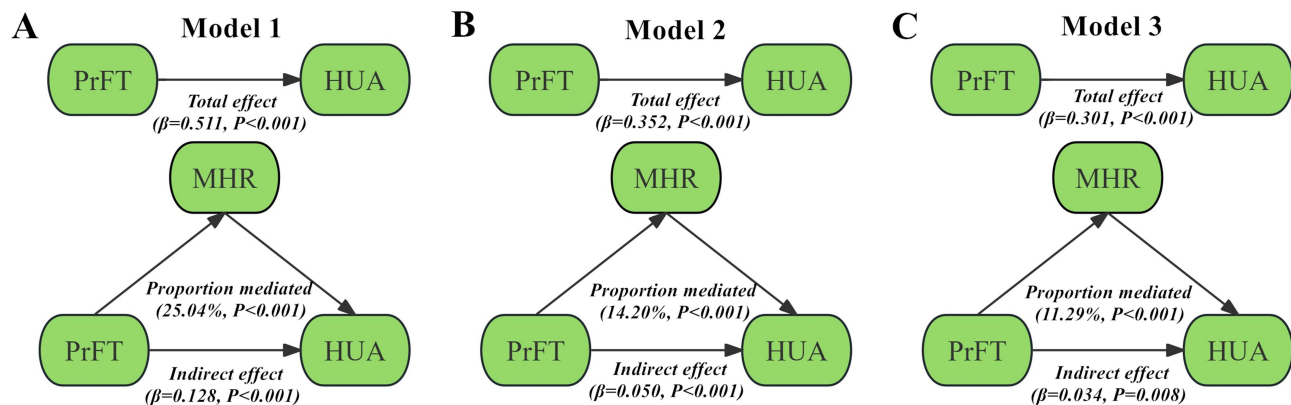 A
Model 1
PrFT
HUA
Total effect
(β=0.511, P<0.001)
MHR
Proportion mediated
(25.04%, P<0.001)
PrFT
HUA
Indirect effect
(β=0.128, P<0.001)
B
Model 2
PrFT
HUA
Total effect
(β=0.352, P<0.001)
MHR
Proportion mediated
(14.20%, P<0.001)
PrFT
HUA
Indirect effect
(β=0.050, P<0.001)
C
Model 3
PrFT
HUA
Total effect
(β=0.301, P<0.001)
MHR
Proportion mediated
(11.29%, P<0.001)
PrFT
HUA
Indirect effect
(β=0.034, P=0.008)